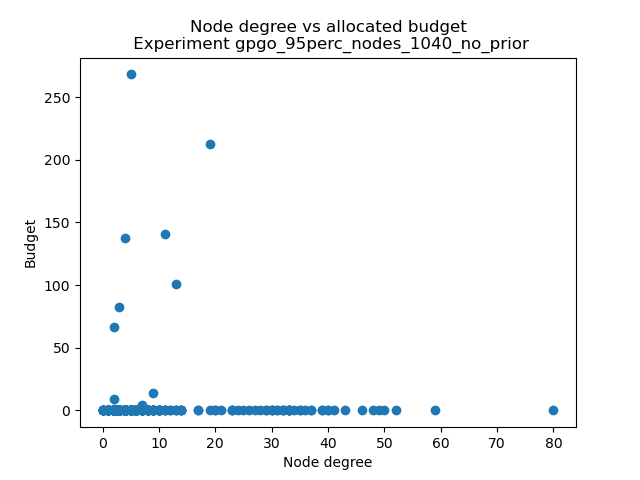 Node degree vs allocated budget
Experiment gpgo_95perc_nodes_1040_no_prior
250
200
150
100
50
0
Budget
0 10 20 30 40 50 60 70 80
Node degree